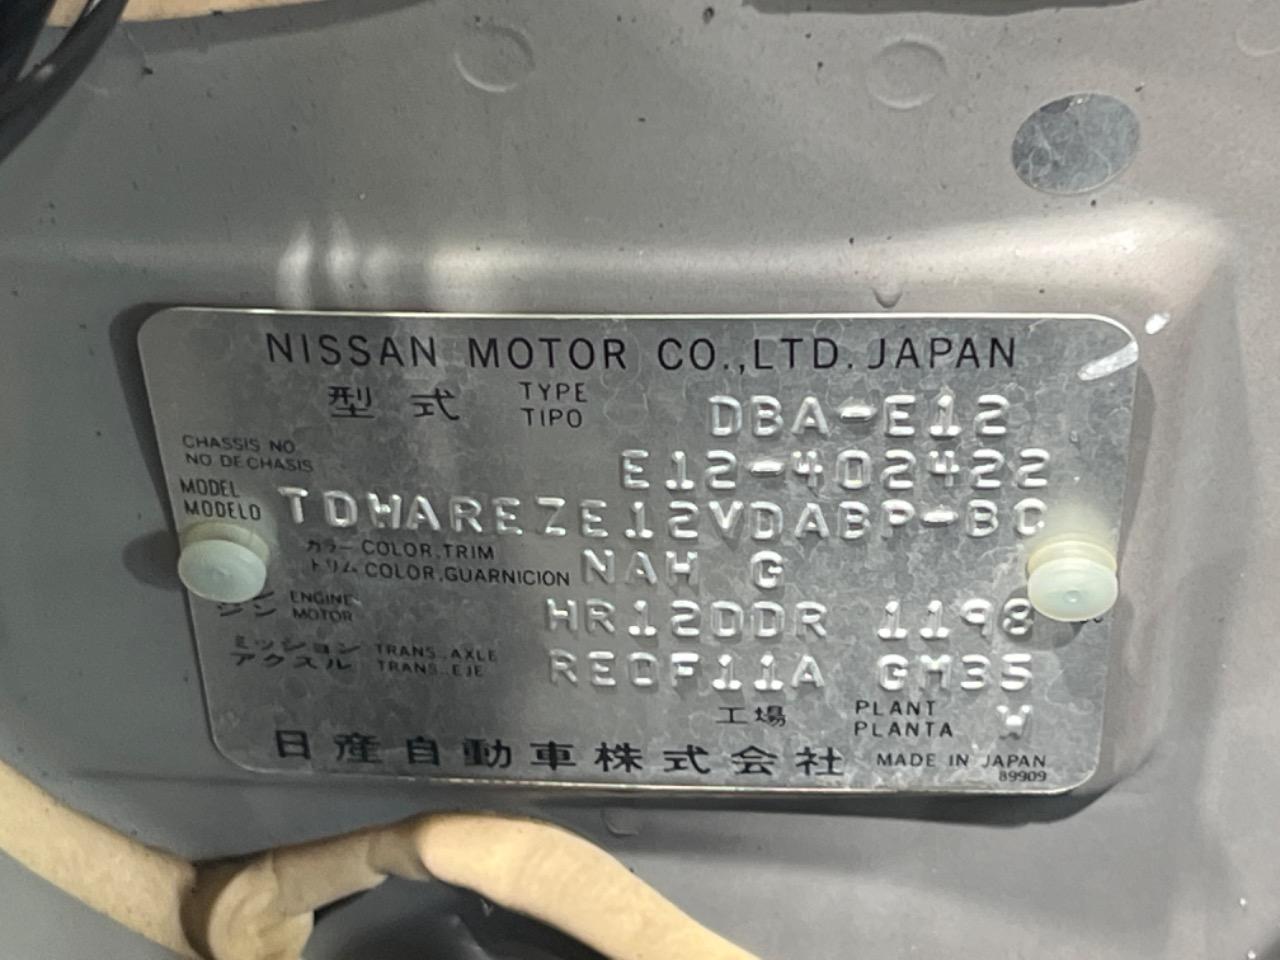 NISSAN MOTOR CO.,LTD. JAPAN
型式 TYPE TIPO DBA-E12
CHASSIS NO. NO DE CHASIS E12-402422
MODEL MODELO TDWAREZE12VDABP-BC
カラー COLOR,TRIM トリム COLOR,GUARNICION NAH G
ジン ENGINE MOTOR HR12DDR 1198
ミッション アクスル TRANS.,AXLE TRANS.,EJE RE0F11A GM35
工場 PLANT PLANTA W
日産自動車株式会社 MADE IN JAPAN
89909